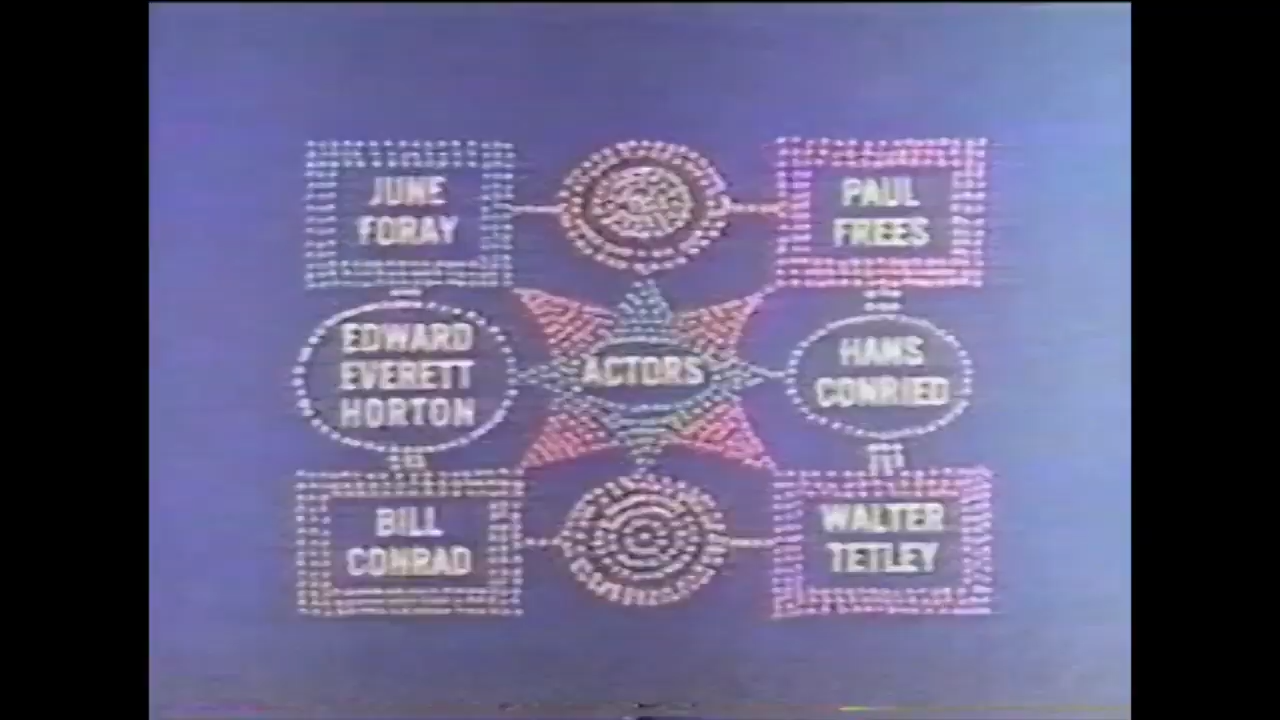 JUNE
FORAY
PAUL
FREES
EDWARD
EVERETT
HORTON
ACTORS
HANS
CONRIED
BILL
CONRAD
WALTER
TETLEY